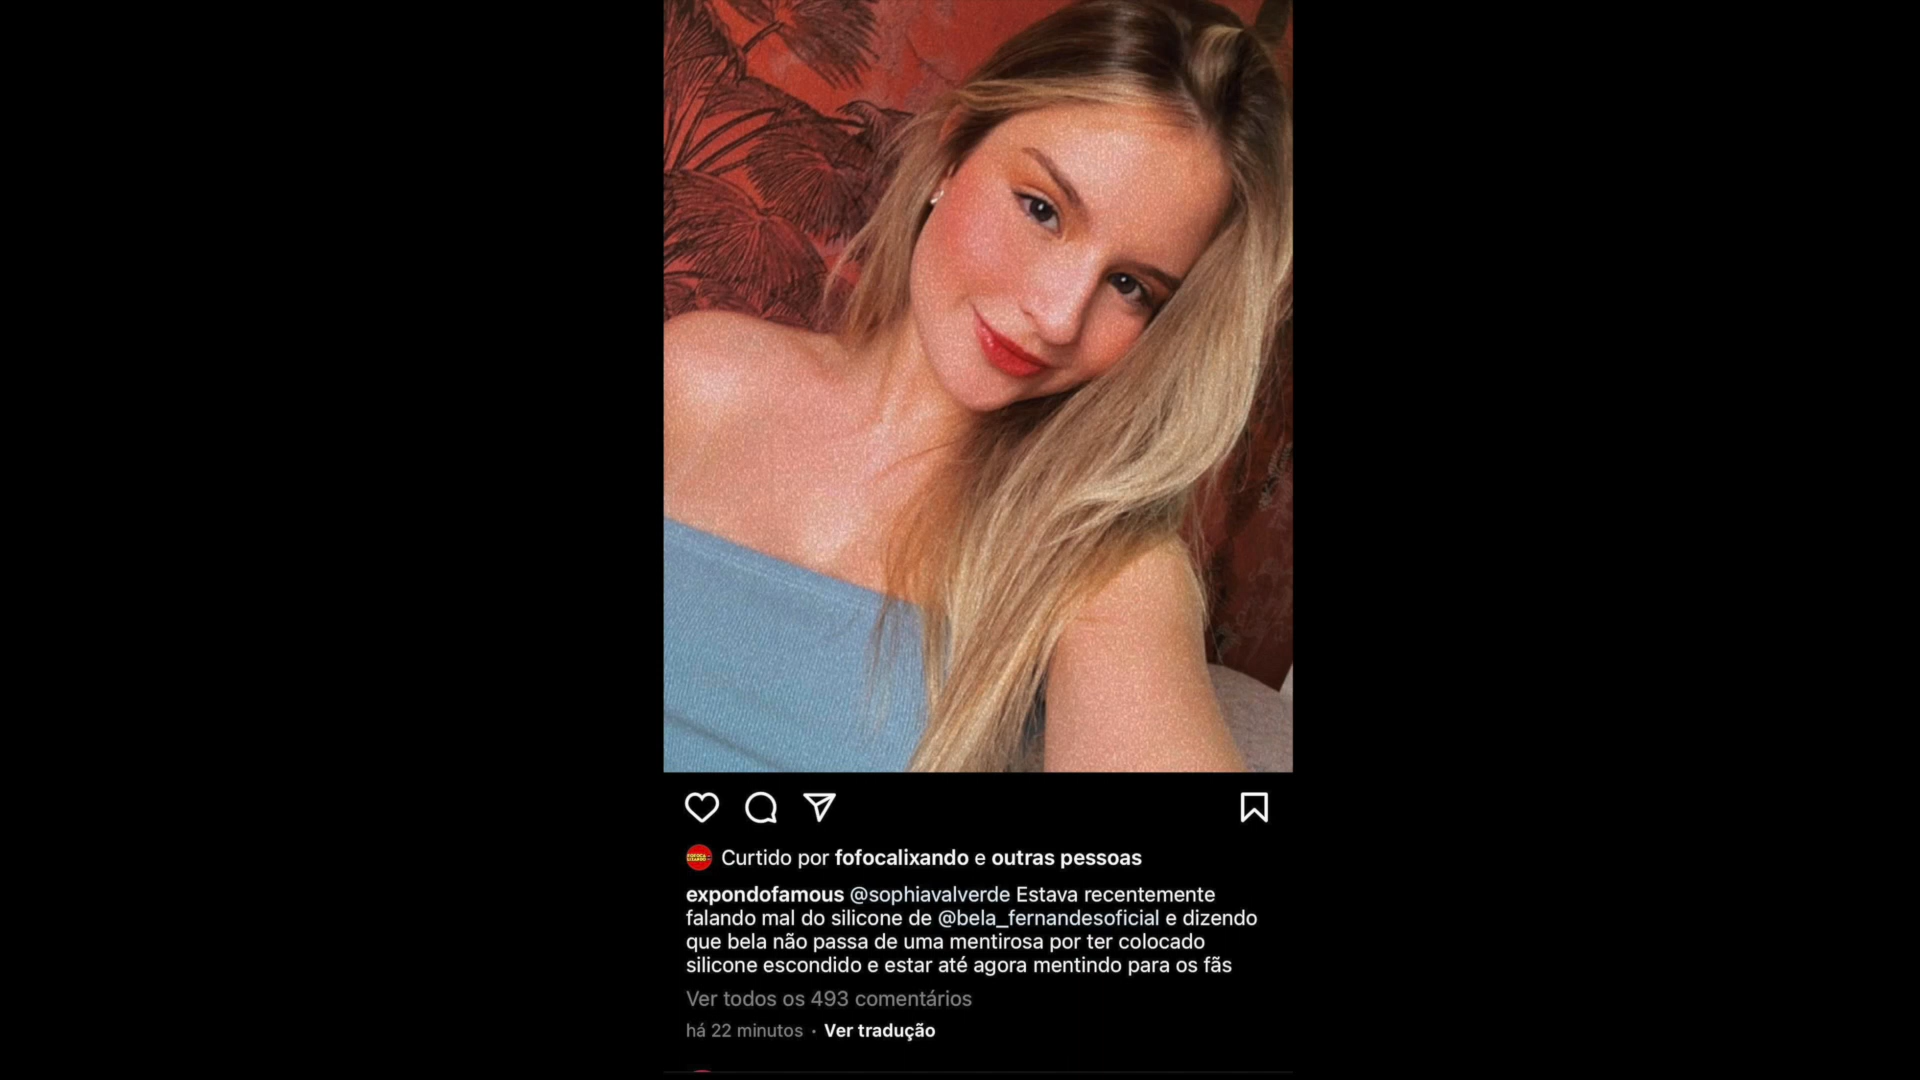 Curtido por fofocalixando e outras pessoas
expondofamous @sophiavalverde Estava recentemente
falando mal do silicone de @bela_fernandesoficial e dizendo
que bela não passa de uma mentirosa por ter colocado
silicone escondido e estar até agora mentindo para os fãs
Ver todos os 493 comentários
há 22 minutos · Ver tradução